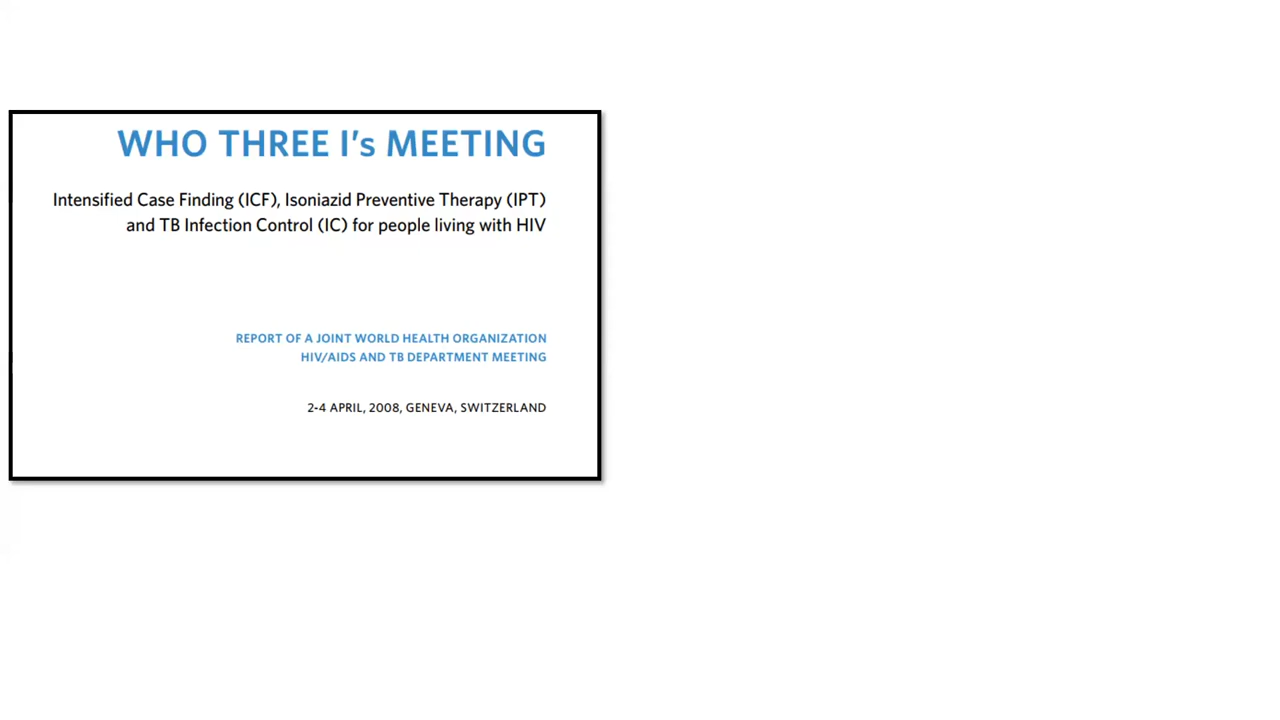 WHO THREE I's MEETING
Intensified Case Finding (ICF), Isoniazid Preventive Therapy (IPT)
and TB Infection Control (IC) for people living with HIV
REPORT OF A JOINT WORLD HEALTH ORGANIZATION
HIV/AIDS AND TB DEPARTMENT MEETING
2-4 APRIL, 2008, GENEVA, SWITZERLAND